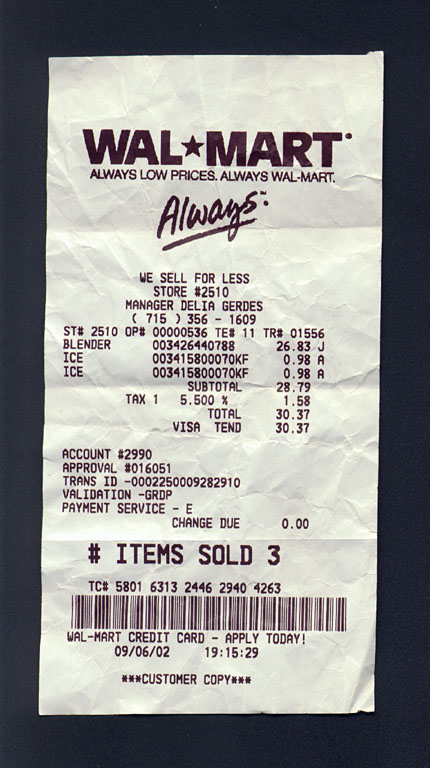 WAL★MART®
ALWAYS LOW PRICES. ALWAYS WAL-MART.
Always.™
WE SELL FOR LESS
STORE #2510
MANAGER DELIA GERDES
( 715 ) 356 - 1609
ST# 2510 OP# 00000536 TE# 11 TR# 01556
BLENDER 003426440788 26.83 J
ICE 003415800070KF 0.98 A
ICE 003415800070KF 0.98 A
SUBTOTAL 28.79
TAX 1 5.500 % 1.58
TOTAL 30.37
VISA TEND 30.37
ACCOUNT #2990
APPROVAL #016051
TRANS ID -0002250009282910
VALIDATION -GRDP
PAYMENT SERVICE - E
CHANGE DUE 0.00
# ITEMS SOLD 3
TC# 5801 6313 2446 2940 4263
WAL-MART CREDIT CARD - APPLY TODAY!
09/06/02 19:15:29
***CUSTOMER COPY***